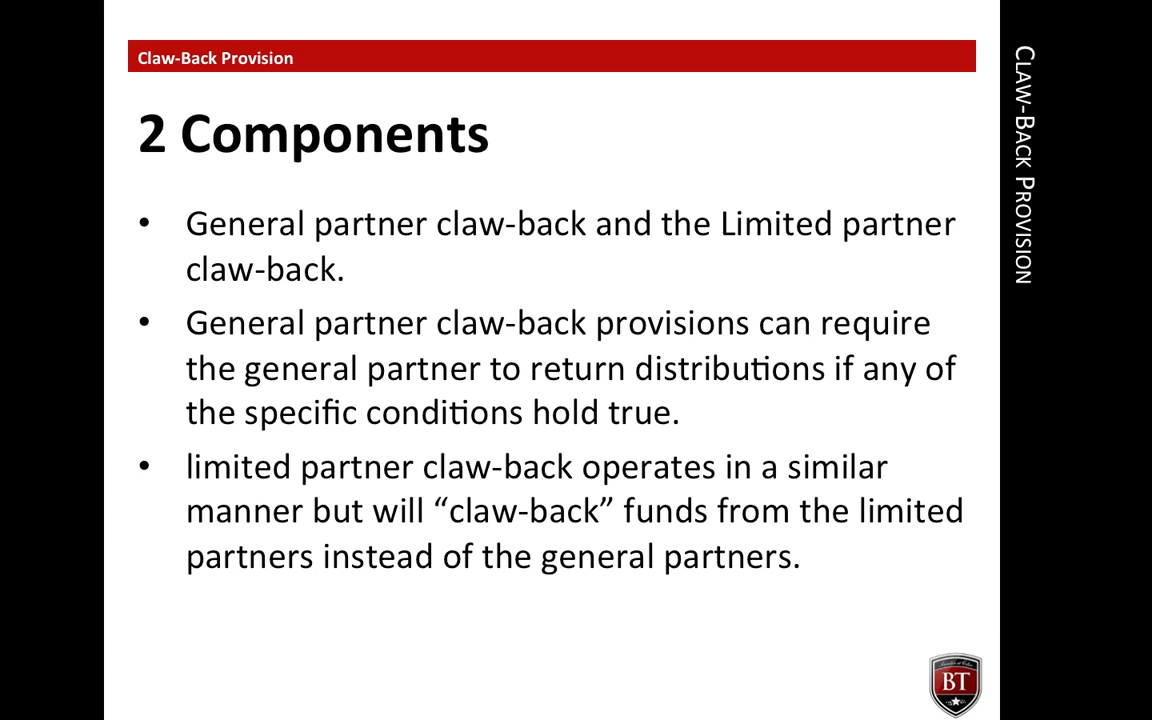 Claw-Back Provision
2 Components
• General partner claw-back and the Limited partner
claw-back.
• General partner claw-back provisions can require
the general partner to return distributions if any of
the specific conditions hold true.
• limited partner claw-back operates in a similar
manner but will “claw-back” funds from the limited
partners instead of the general partners.
CLAW-BACK PROVISION
BT